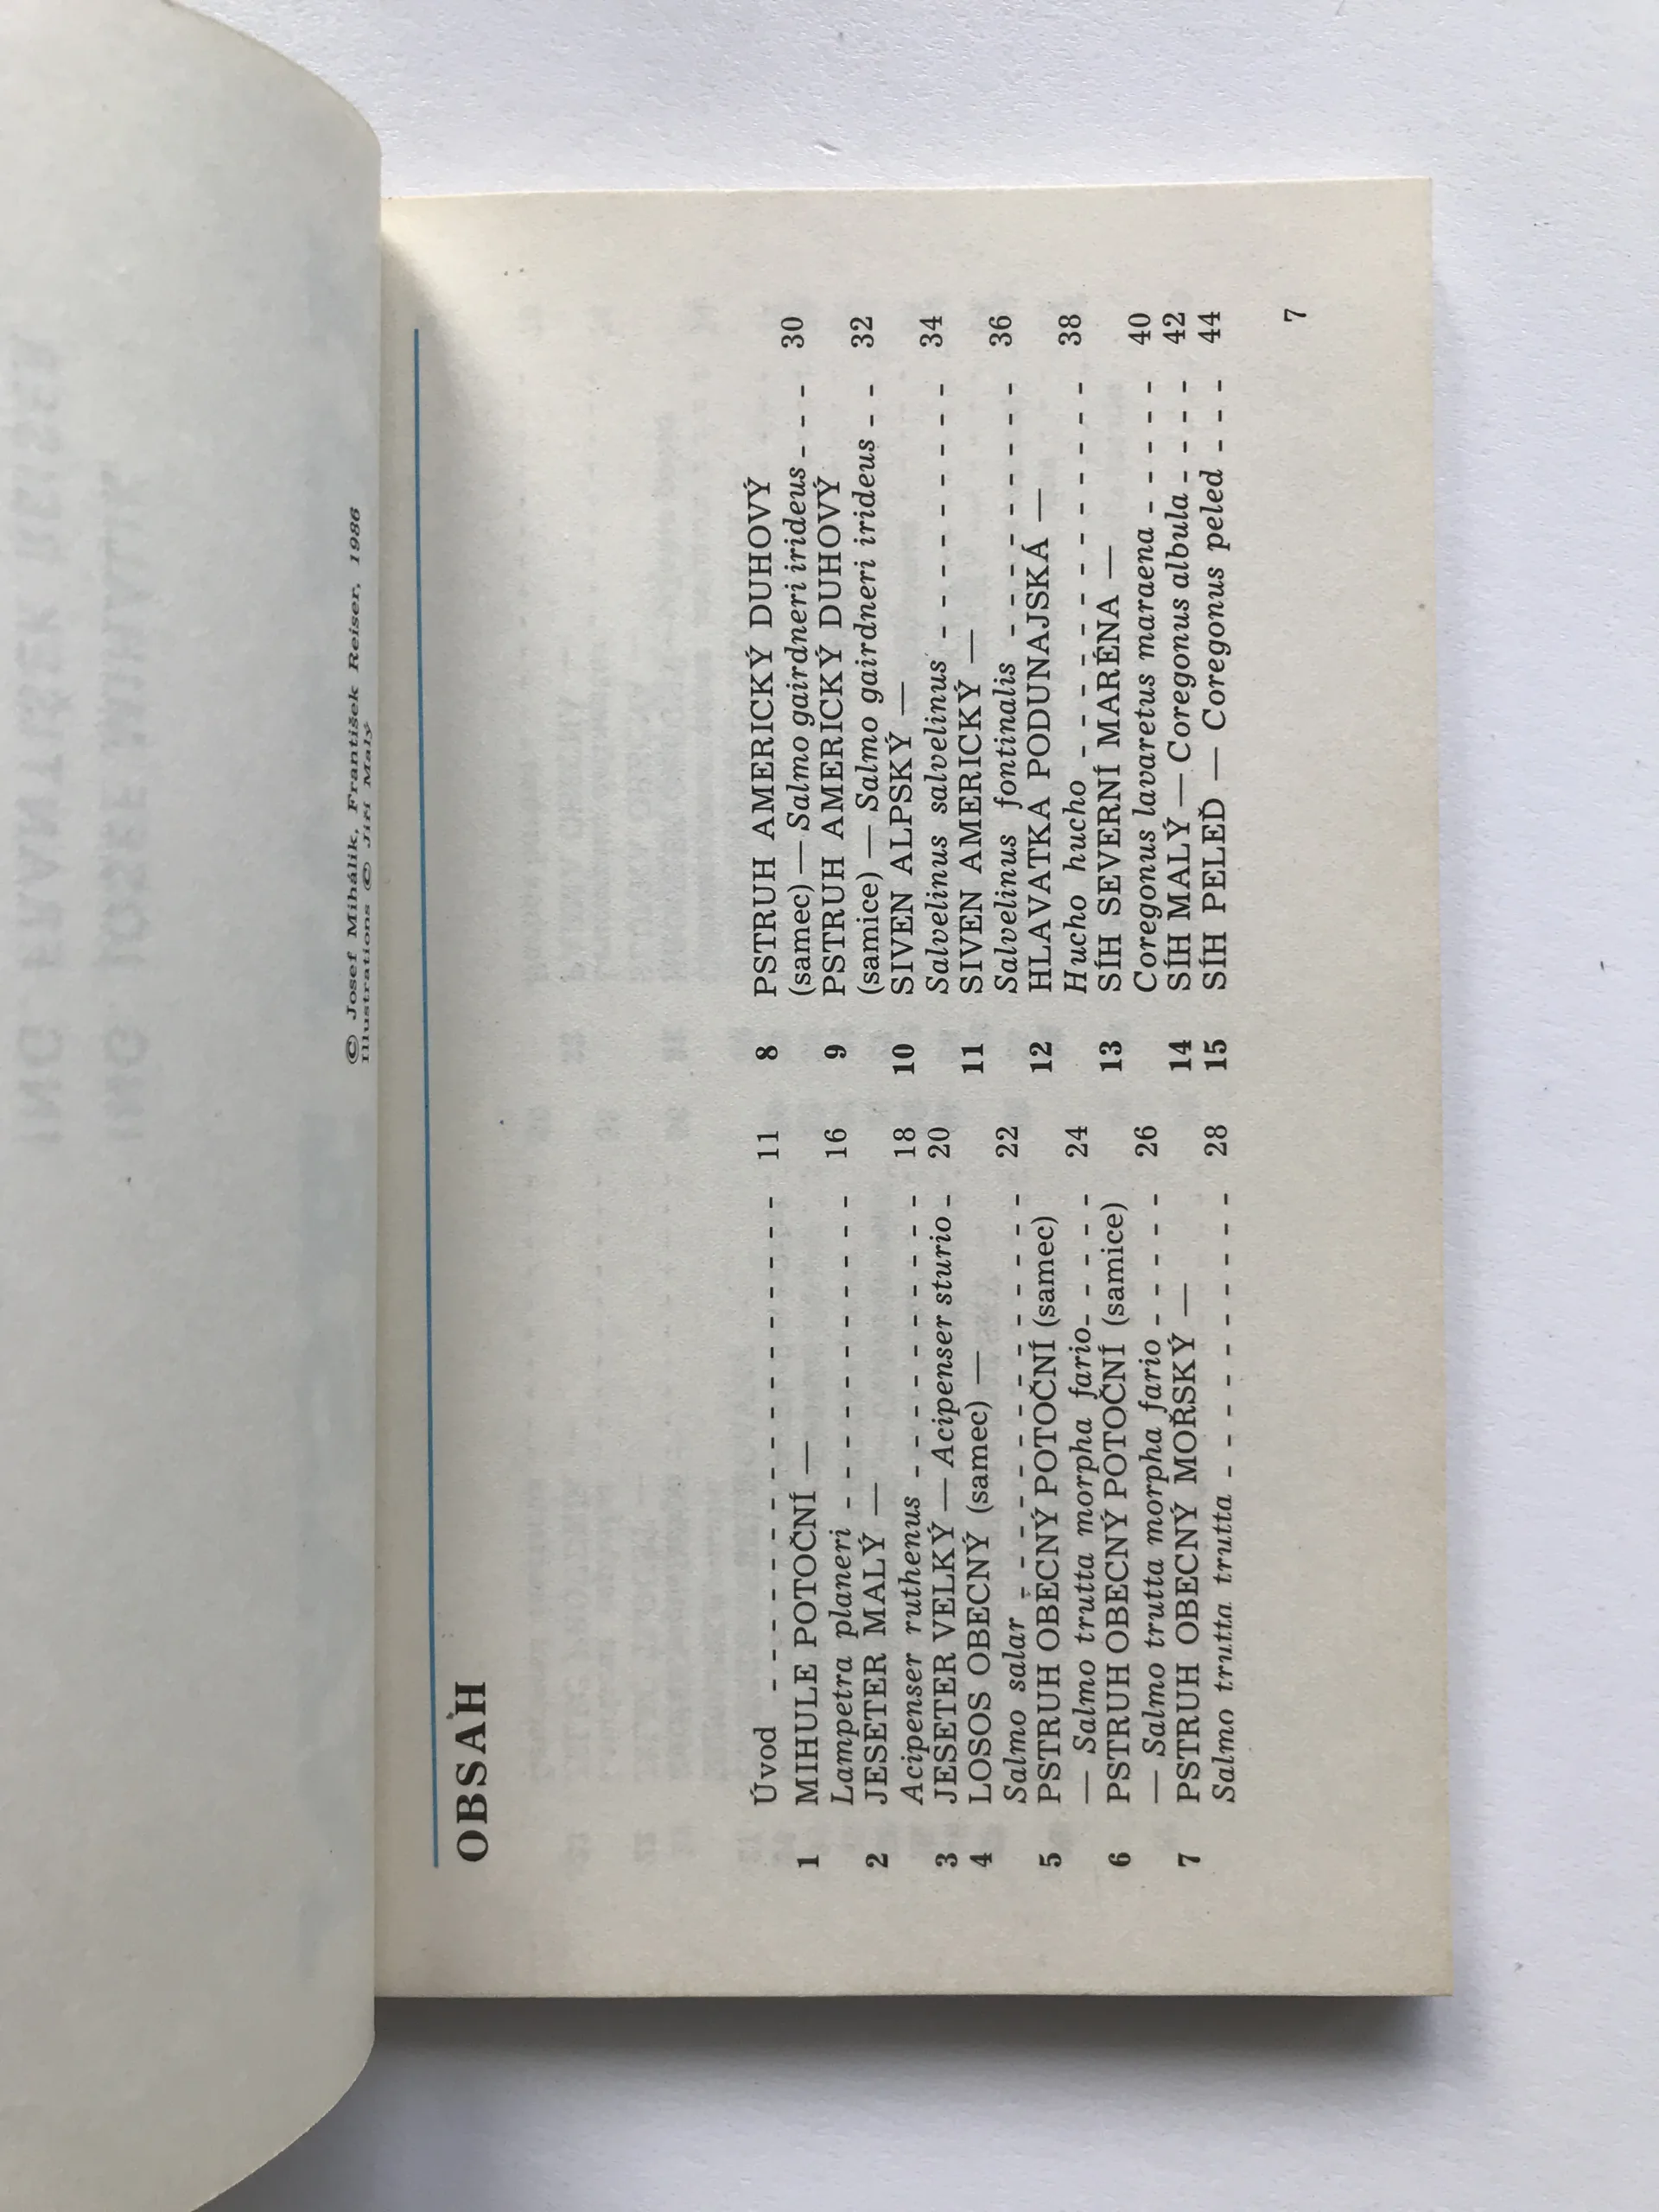 © Josef Mihálik, František Reiser, 1986
Illustrations © Jiří Malý
OBSAH
Úvod - - - - - - - - - - - - - - - - - 11
1 MIHULE POTOČNÍ —
Lampetra planeri - - - - - - - - - - - 16
2 JESETER MALÝ —
Acipenser ruthenus - - - - - - - - - - 18
3 JESETER VELKÝ — Acipenser sturio - 20
4 LOSOS OBECNÝ (samec) —
Salmo salar - - - - - - - - - - - - - - 22
5 PSTRUH OBECNÝ POTOČNÍ (samec)
— Salmo trutta morpha fario - - - - - 24
6 PSTRUH OBECNÝ POTOČNÍ (samice)
— Salmo trutta morpha fario - - - - - 26
7 PSTRUH OBECNÝ MOŘSKÝ —
Salmo trutta trutta - - - - - - - - - - 28
8 PSTRUH AMERICKÝ DUHOVÝ
(samec) — Salmo gairdneri irideus - - - 30
9 PSTRUH AMERICKÝ DUHOVÝ
(samice) — Salmo gairdneri irideus - - 32
10 SIVEN ALPSKÝ —
Salvelinus salvelinus - - - - - - - - 34
11 SIVEN AMERICKÝ —
Salvelinus fontinalis - - - - - - - - 36
12 HLAVATKA PODUNAJSKÁ —
Hucho hucho - - - - - - - - - - - - 38
13 SÍH SEVERNÍ MARÉNA —
Coregonus lavaretus maraena - - - - - 40
14 SÍH MALÝ — Coregonus albula - - - - 42
15 SÍH PELEĎ — Coregonus peled - - - 44
7